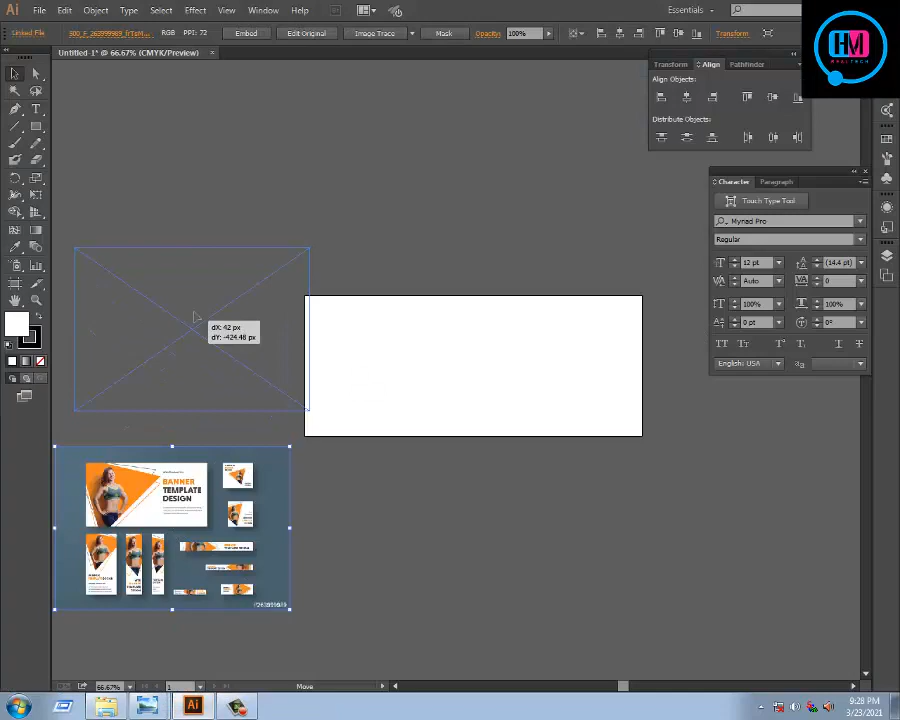 Ai File Edit Object Type Select Effect View Window Help Br Essentials
Linked File 500_F_263999989_frTsM... RGB PPI: 72 Embed Edit Original Image Trace Mask Opacity: 100% Transform
HM
REALTECH
Untitled-1* @ 66.67% (CMYK/Preview) ×
Transform Align Pathfinder
Align Objects:
Distribute Objects:
Character Paragraph
Touch Type Tool
Myriad Pro
Regular
12 pt (14.4 pt)
Auto 0
100% 100%
0 pt 0°
English: USA
dX: 42 px
dY: -424.48 px
BANNER
TEMPLATE
DESIGN
66.67% 1 Move
Ai
9:28 PM
3/23/2021